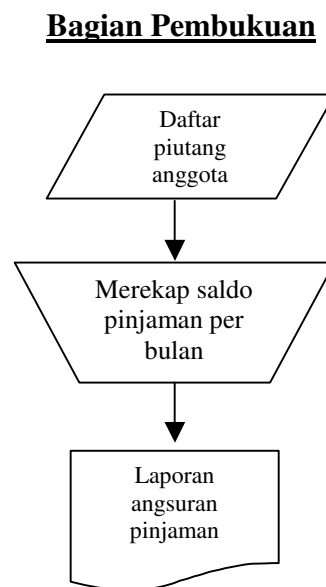 Bagian Pembukuan
Daftar
piutang
anggota
Merekap saldo
pinjaman per
bulan
Laporan
angsuran
pinjaman